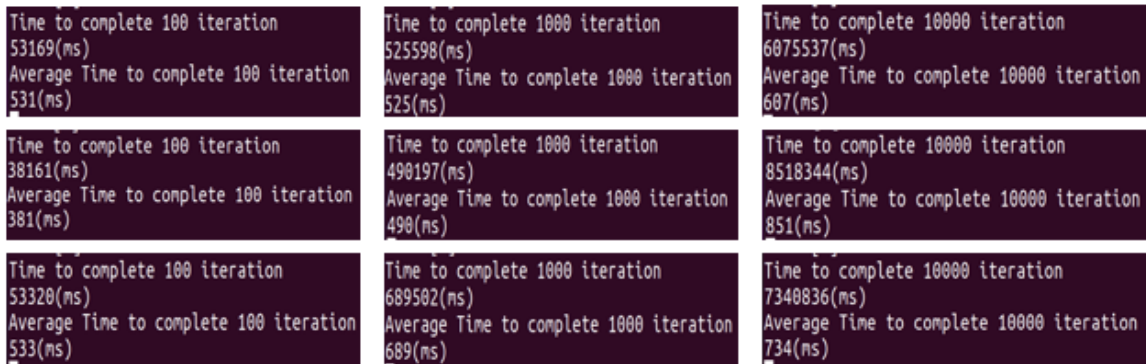 Time to complete 100 iteration
53169(ms)
Average Time to complete 100 iteration
531(ms)
Time to complete 1000 iteration
525598(ms)
Average Time to complete 1000 iteration
525(ms)
Time to complete 10000 iteration
6075537(ms)
Average Time to complete 10000 iteration
607(ms)
Time to complete 100 iteration
38161(ms)
Average Time to complete 100 iteration
381(ms)
Time to complete 1000 iteration
490197(ms)
Average Time to complete 1000 iteration
490(ms)
Time to complete 10000 iteration
8518344(ms)
Average Time to complete 10000 iteration
851(ms)
Time to complete 100 iteration
53320(ms)
Average Time to complete 100 iteration
533(ms)
Time to complete 1000 iteration
689502(ms)
Average Time to complete 1000 iteration
689(ms)
Time to complete 10000 iteration
7340836(ms)
Average Time to complete 10000 iteration
734(ms)